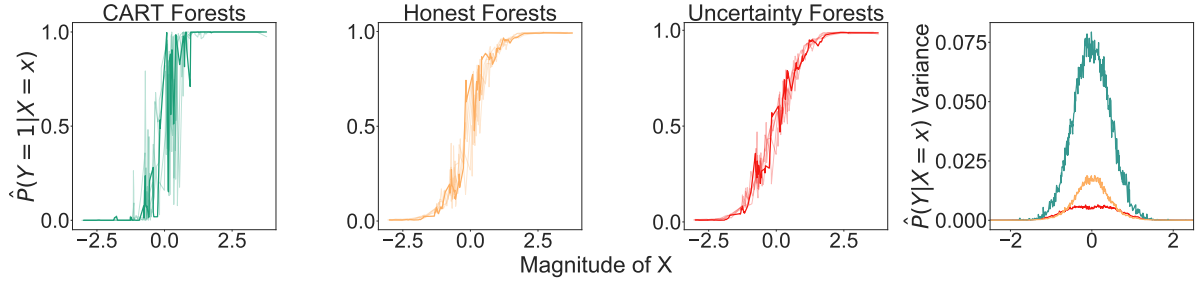 CART Forests
Honest Forests
Uncertainty Forests
P̂(Y = 1|X = x)
1.0
0.5
0.0
−2.5 0.0 2.5
1.0
0.5
0.0
−2.5 0.0 2.5
1.0
0.5
0.0
−2.5 0.0 2.5
P̂(Y|X = x) Variance
0.075
0.050
0.025
0.000
−2 0 2
Magnitude of X